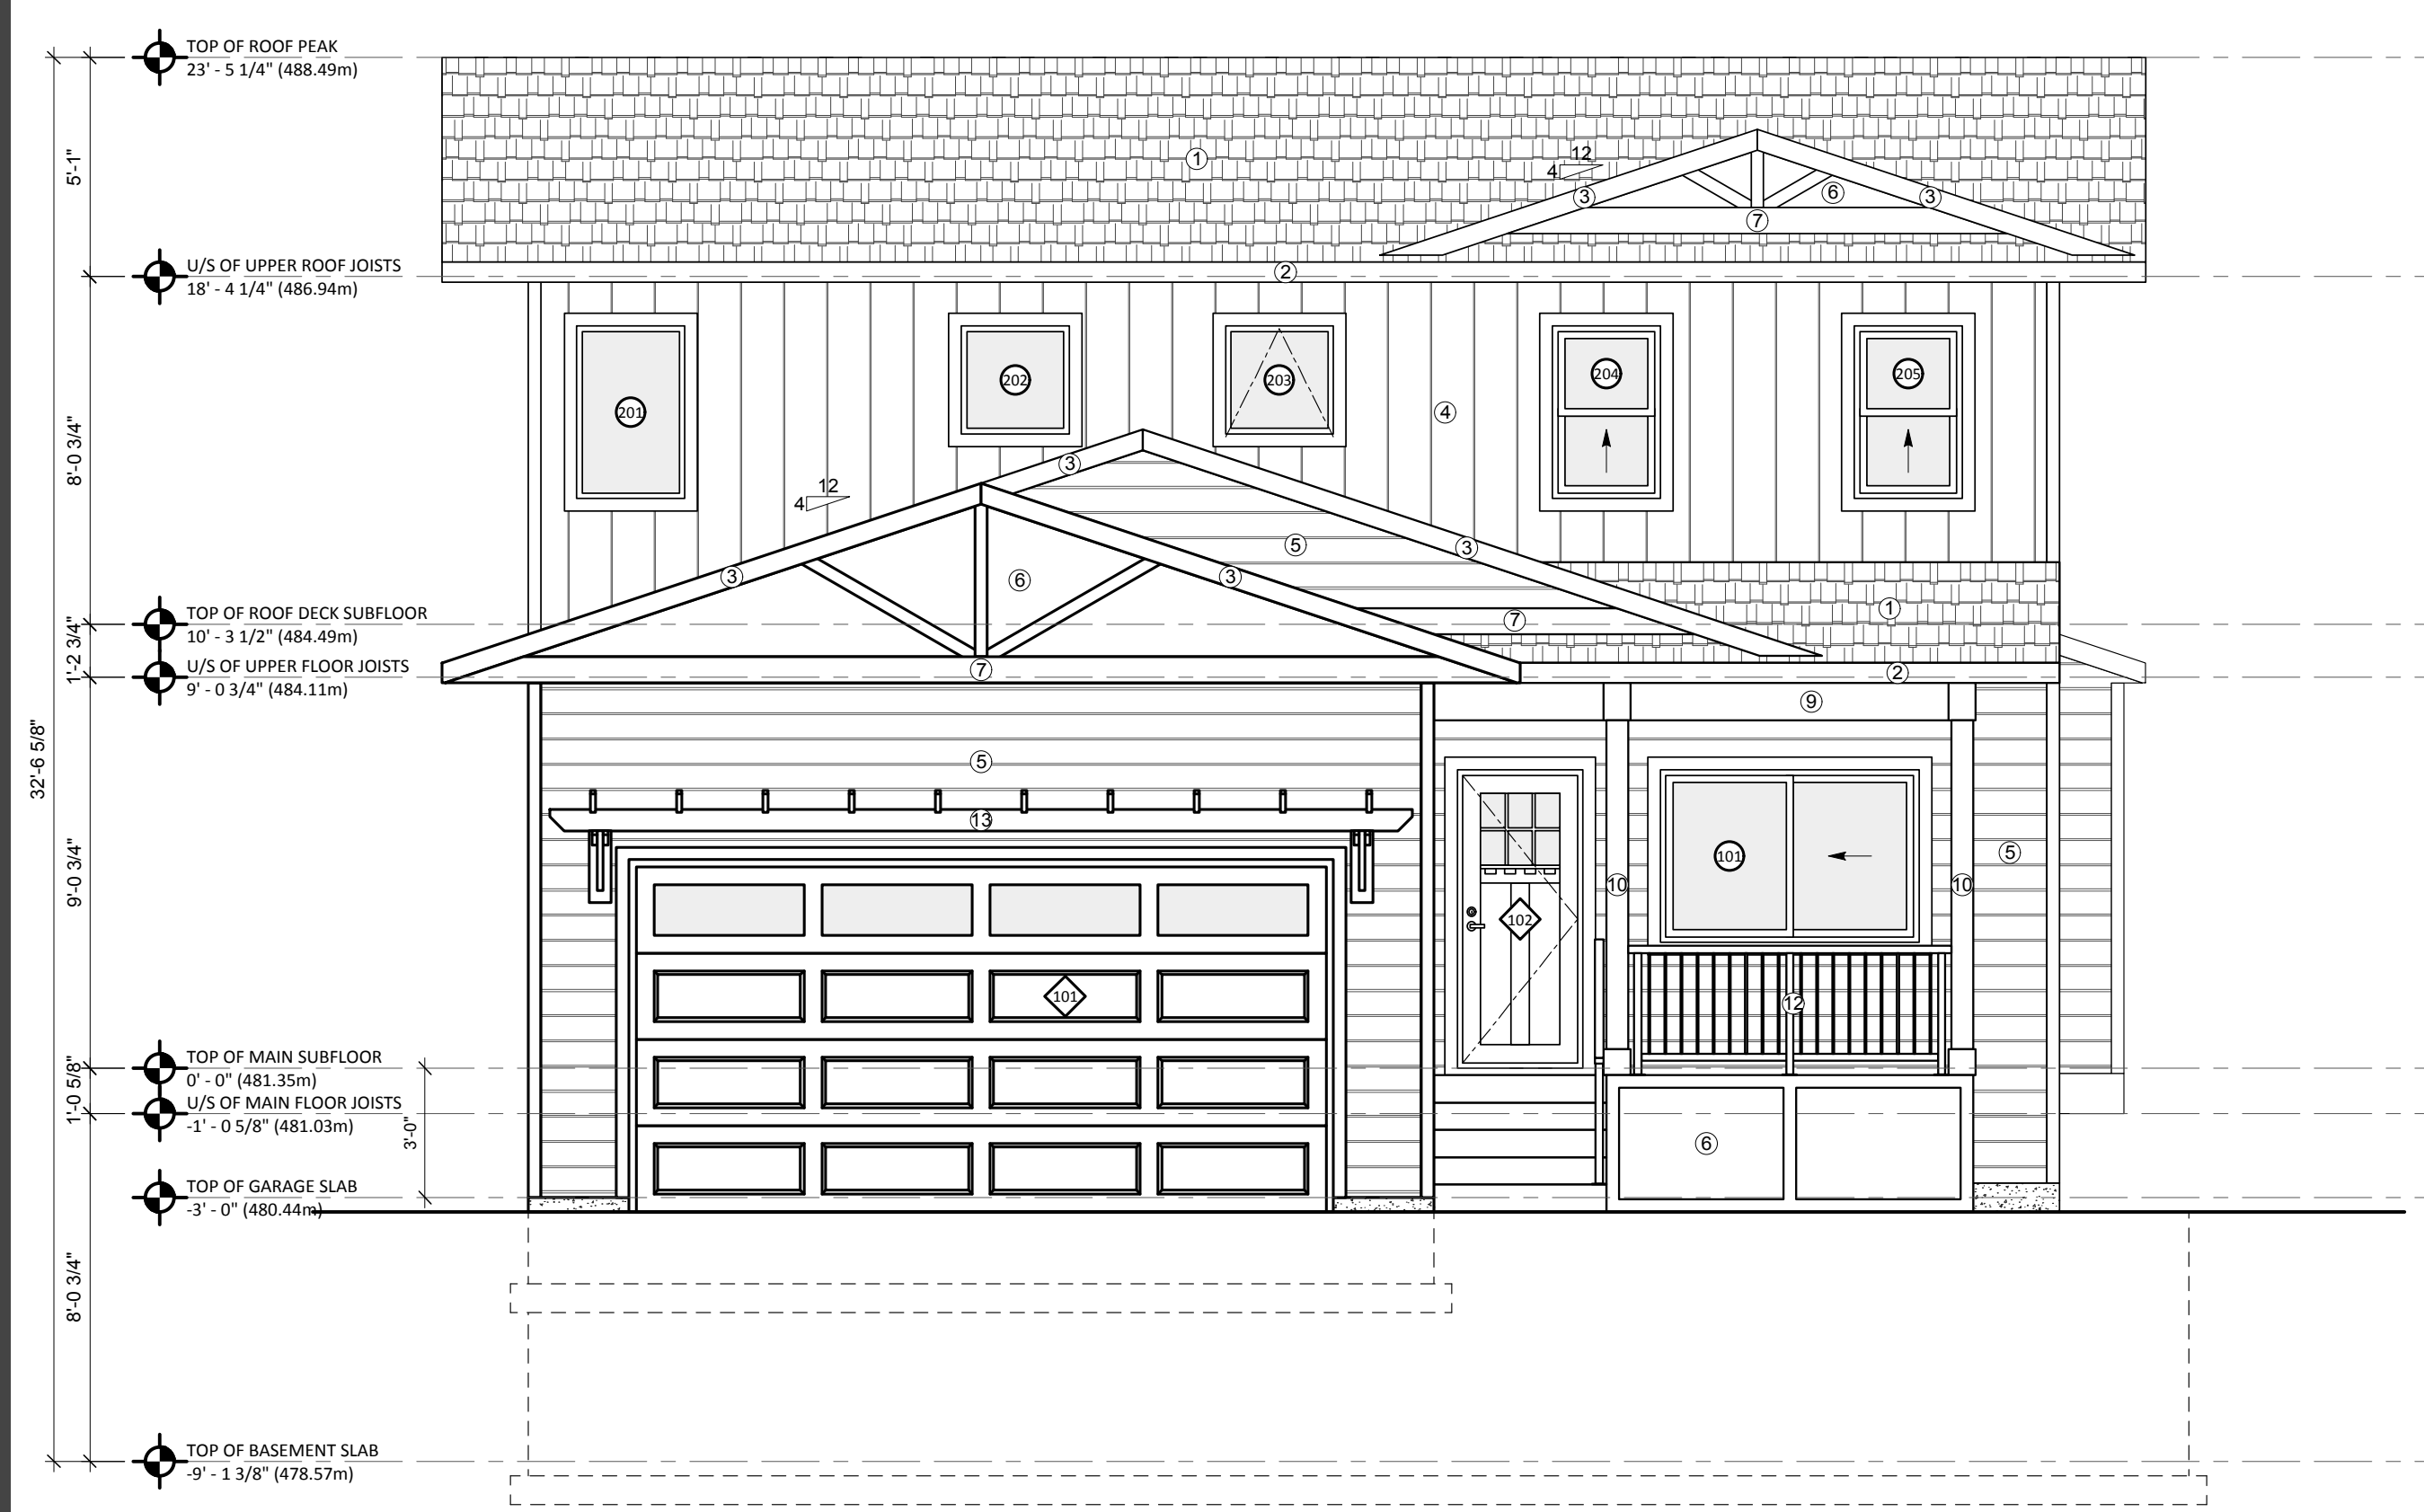 TOP OF ROOF PEAK
23' - 5 1/4" (488.49m)
5'-1"
1
12
4
3
6
3
7
U/S OF UPPER ROOF JOISTS
18' - 4 1/4" (486.94m)
2
8'-0 3/4"
201
202
203
4
204
205
3
12
4
5
3
3
6
3
1
7
TOP OF ROOF DECK SUBFLOOR
10' - 3 1/2" (484.49m)
1'-2 3/4"
U/S OF UPPER FLOOR JOISTS
9' - 0 3/4" (484.11m)
7
2
9
32'-6 5/8"
5
13
9'-0 3/4"
101
5
10
10
102
101
12
TOP OF MAIN SUBFLOOR
0' - 0" (481.35m)
1'-0 5/8"
U/S OF MAIN FLOOR JOISTS
-1' - 0 5/8" (481.03m)
3'-0"
6
TOP OF GARAGE SLAB
-3' - 0" (480.44m)
8'-0 3/4"
TOP OF BASEMENT SLAB
-9' - 1 3/8" (478.57m)